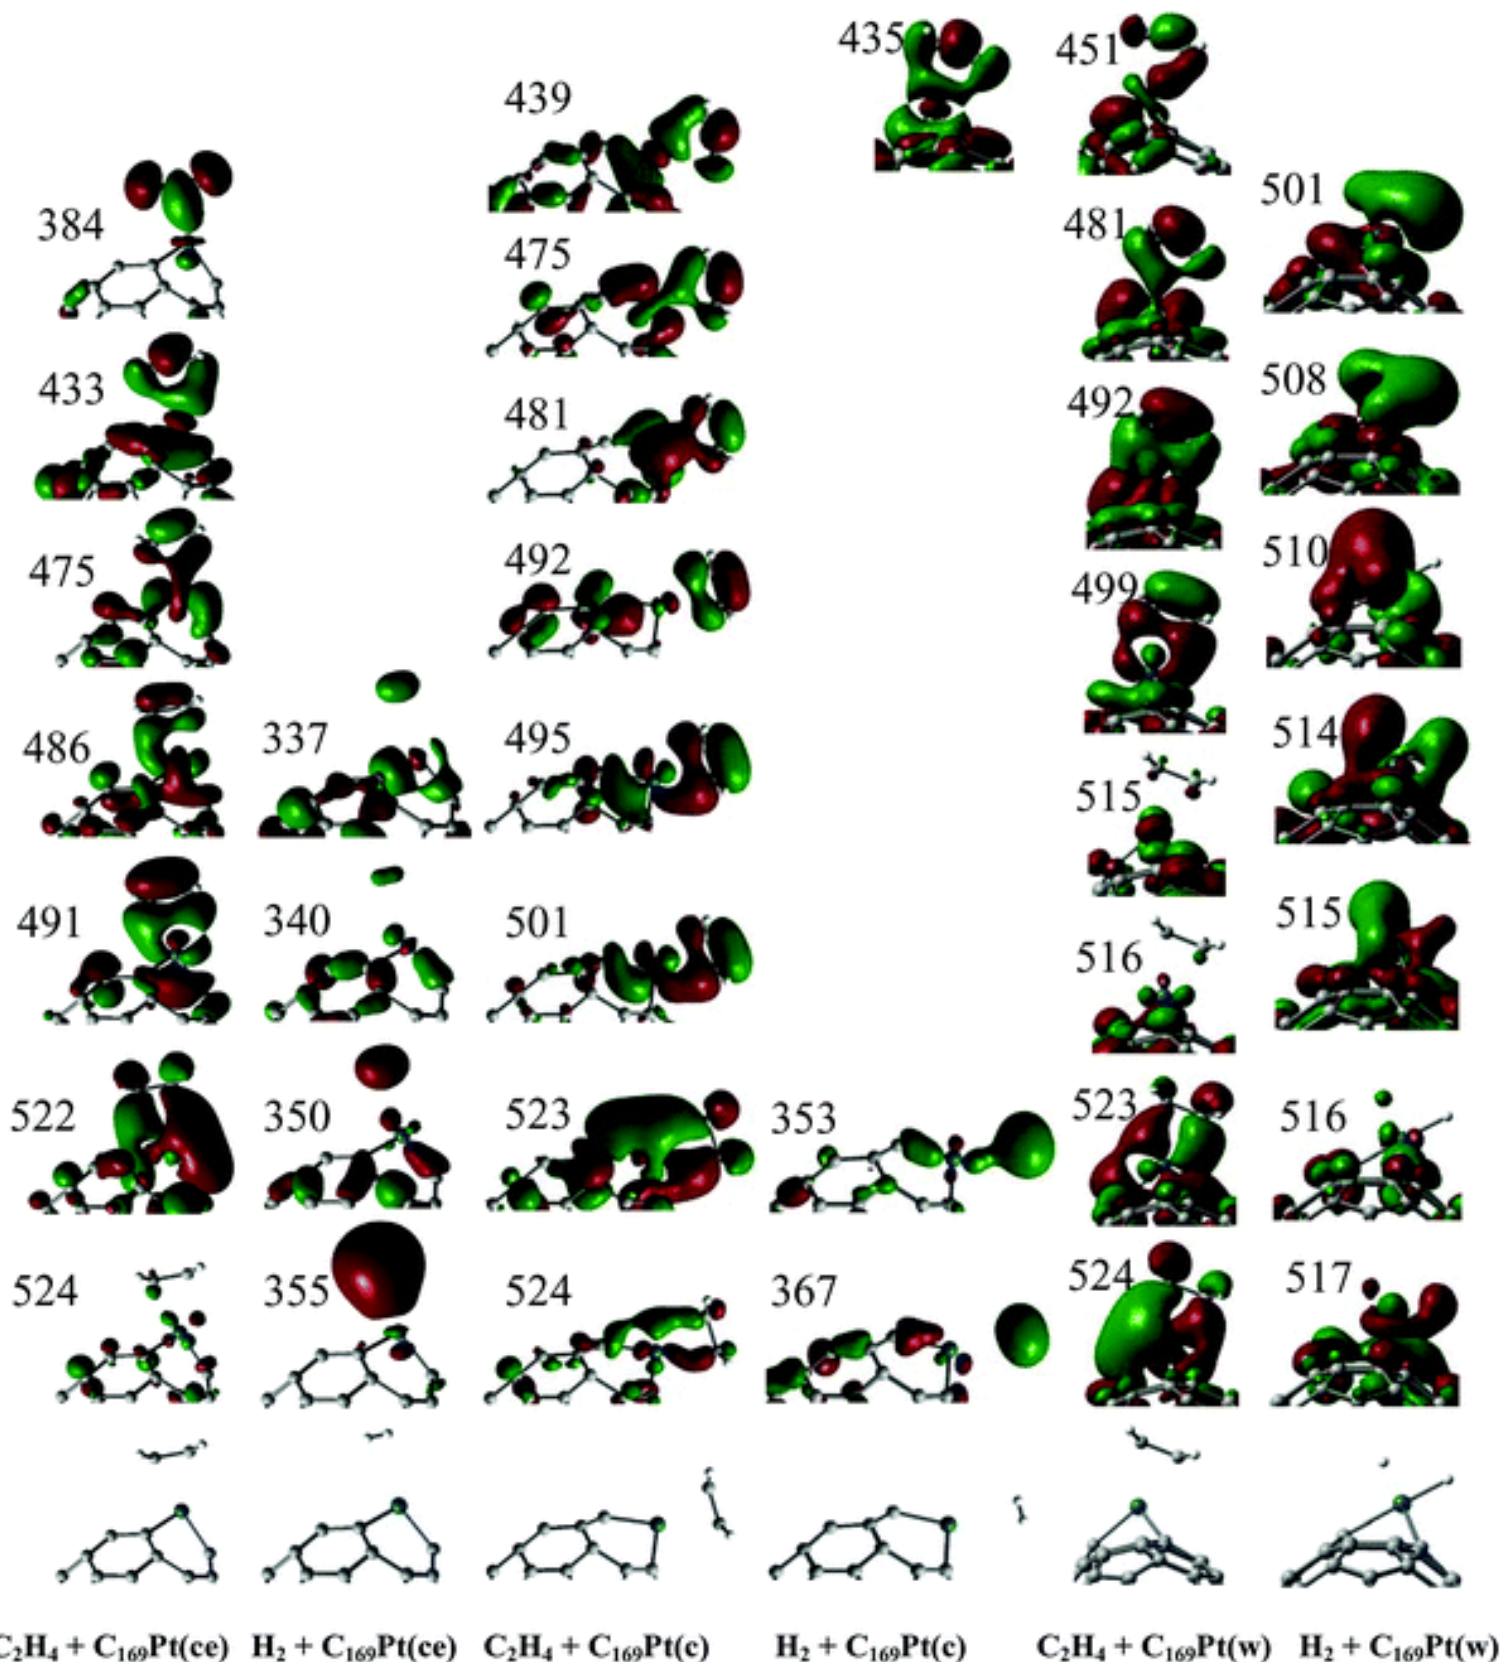 435 451
439
501
384
475 481
433 508
481 492
510
475 492 499
486 337 495 515 514
491 340 501 516 515
522 350 523 353 523 516
524 355 524 367 524 517
C₂H₄ + C₁₆₉Pt(ce) H₂ + C₁₆₉Pt(ce) C₂H₄ + C₁₆₉Pt(c) H₂ + C₁₆₉Pt(c) C₂H₄ + C₁₆₉Pt(w) H₂ + C₁₆₉Pt(w)